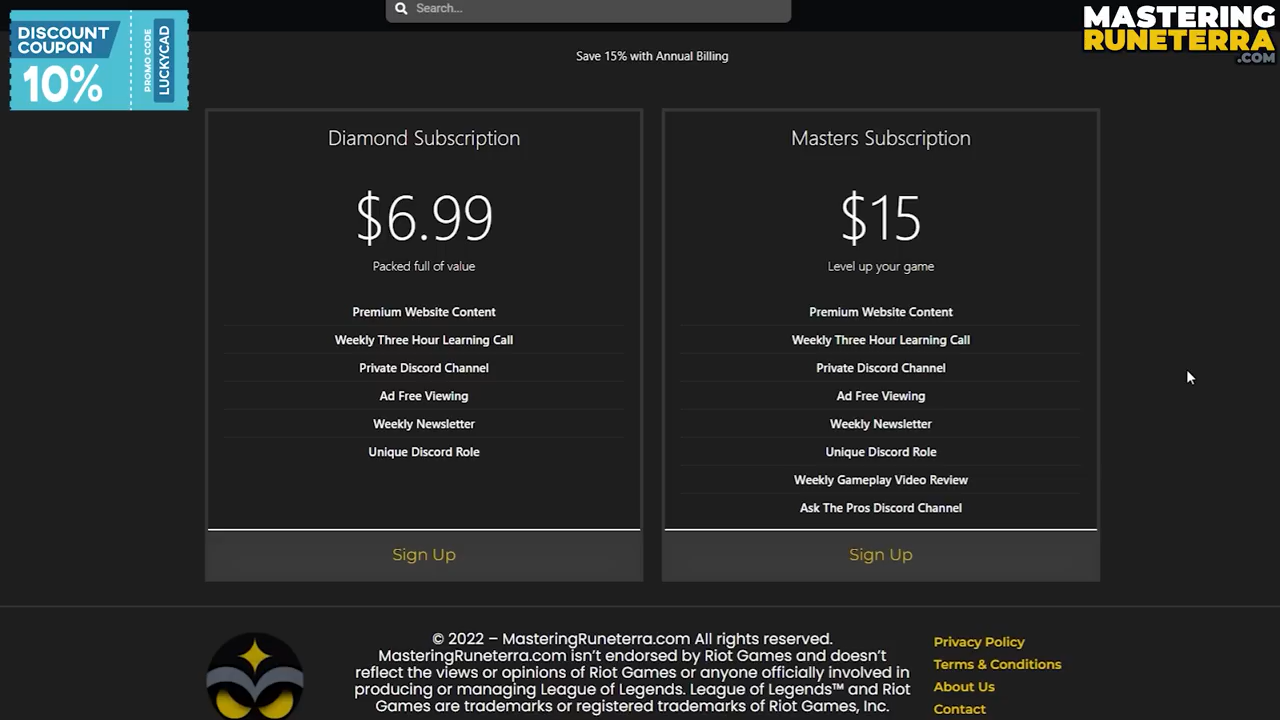 Search...
DISCOUNT
COUPON
10%
PROMO CODE
LUCKYCAD
MASTERING
RUNETERRA
.COM
Save 15% with Annual Billing
Diamond Subscription
$6.99
Packed full of value
Premium Website Content
Weekly Three Hour Learning Call
Private Discord Channel
Ad Free Viewing
Weekly Newsletter
Unique Discord Role
Sign Up
Masters Subscription
$15
Level up your game
Premium Website Content
Weekly Three Hour Learning Call
Private Discord Channel
Ad Free Viewing
Weekly Newsletter
Unique Discord Role
Weekly Gameplay Video Review
Ask The Pros Discord Channel
Sign Up
© 2022 – MasteringRuneterra.com All rights reserved.
MasteringRuneterra.com isn't endorsed by Riot Games and doesn't
reflect the views or opinions of Riot Games or anyone officially involved in
producing or managing League of Legends. League of Legends™ and Riot
Games are trademarks or registered trademarks of Riot Games, Inc.
Privacy Policy
Terms & Conditions
About Us
Contact